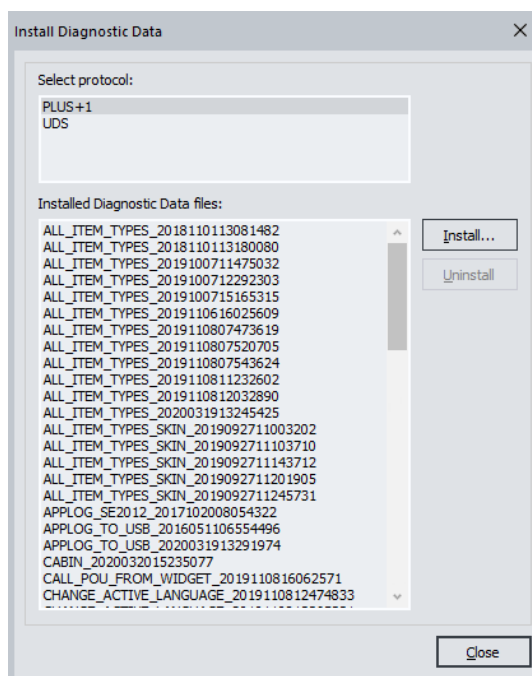 Install Diagnostic Data
Select protocol:
PLUS+1
UDS
Installed Diagnostic Data files:
ALL_ITEM_TYPES_2018110113081482
ALL_ITEM_TYPES_2018110113180080
ALL_ITEM_TYPES_2019100711475032
ALL_ITEM_TYPES_2019100712292303
ALL_ITEM_TYPES_2019100715165315
ALL_ITEM_TYPES_2019110616025609
ALL_ITEM_TYPES_2019110807473619
ALL_ITEM_TYPES_2019110807520705
ALL_ITEM_TYPES_2019110807543624
ALL_ITEM_TYPES_2019110811232602
ALL_ITEM_TYPES_2019110812032890
ALL_ITEM_TYPES_2020031913245425
ALL_ITEM_TYPES_SKIN_2019092711003202
ALL_ITEM_TYPES_SKIN_2019092711103710
ALL_ITEM_TYPES_SKIN_2019092711143712
ALL_ITEM_TYPES_SKIN_2019092711201905
ALL_ITEM_TYPES_SKIN_2019092711245731
APPLOG_SE2012_2017102008054322
APPLOG_TO_USB_2016051106554496
APPLOG_TO_USB_2020031913291974
CABIN_2020032015235077
CALL_POU_FROM_WIDGET_2019110816062571
CHANGE_ACTIVE_LANGUAGE_2019110812474833
Install...
Uninstall
Close